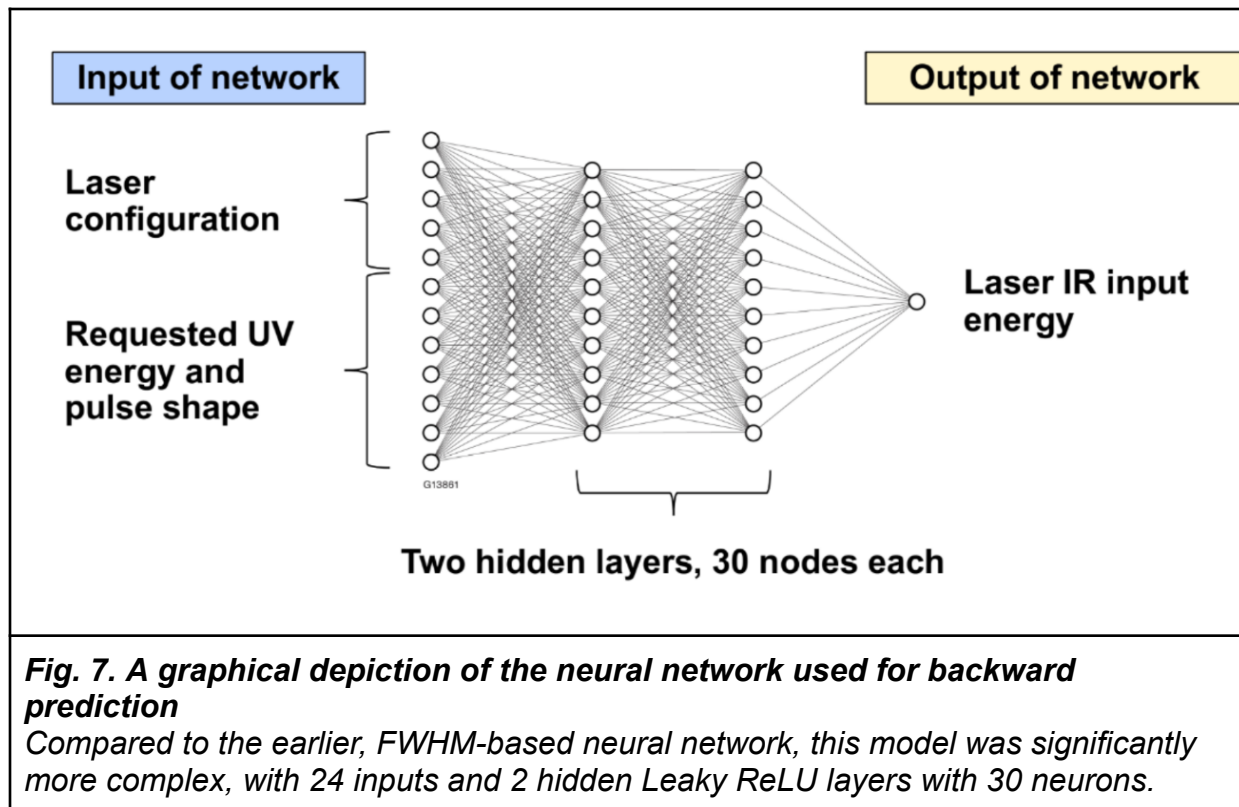 Input of network
Output of network
Laser
configuration
Requested UV
energy and
pulse shape
Laser IR input
energy
G13861
Two hidden layers, 30 nodes each
Fig. 7. A graphical depiction of the neural network used for backward
prediction
Compared to the earlier, FWHM-based neural network, this model was significantly
more complex, with 24 inputs and 2 hidden Leaky ReLU layers with 30 neurons.